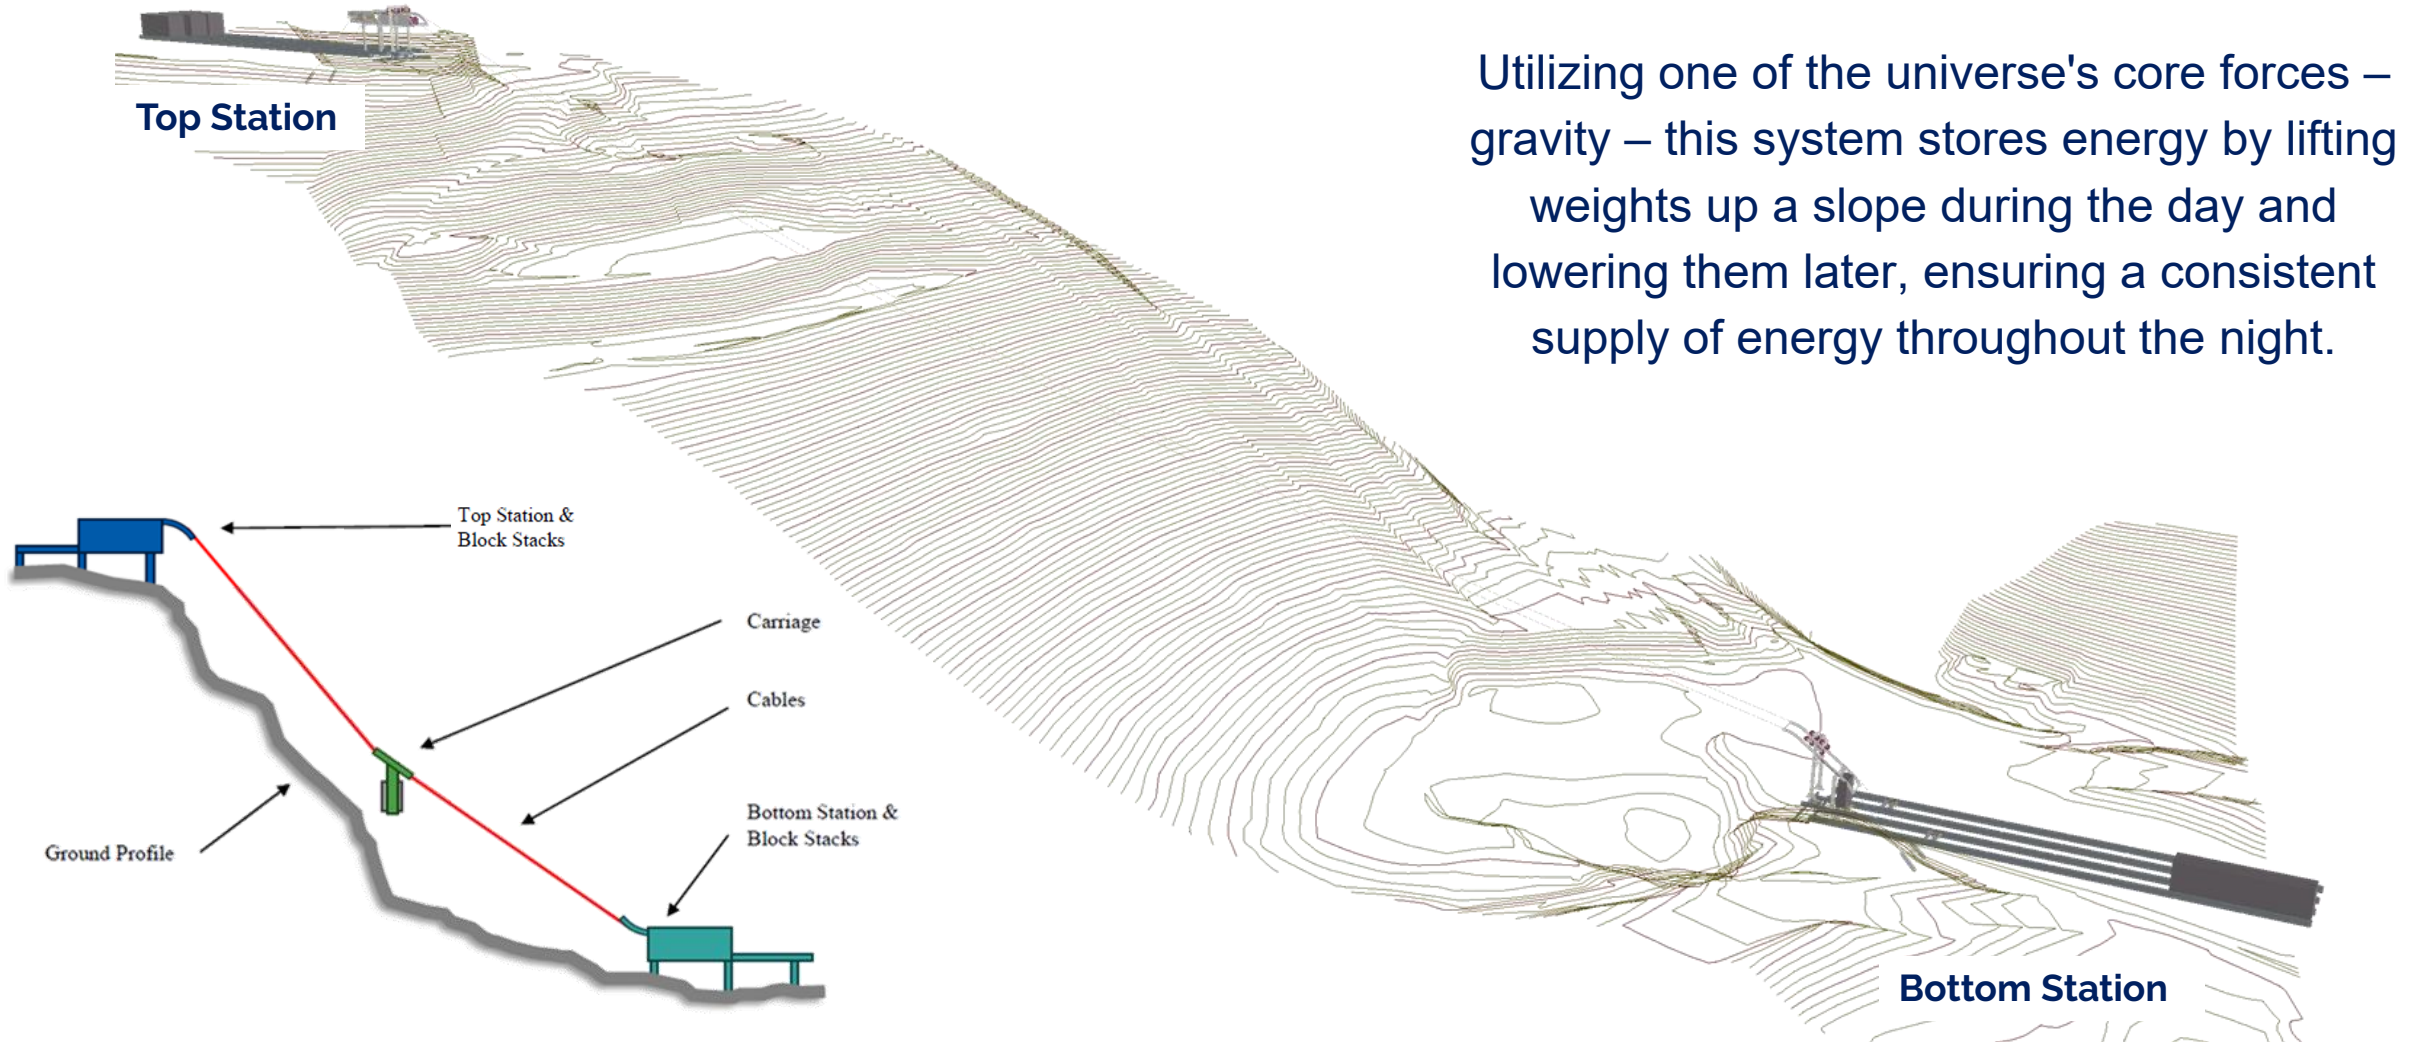 Top Station
Utilizing one of the universe's core forces –
gravity – this system stores energy by lifting
weights up a slope during the day and
lowering them later, ensuring a consistent
supply of energy throughout the night.
Top Station &
Block Stacks
Carriage
Cables
Bottom Station &
Block Stacks
Ground Profile
Bottom Station